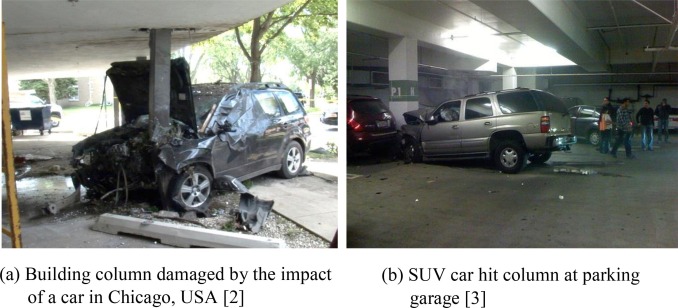 P1 8
(a) Building column damaged by the impact
of a car in Chicago, USA [2]
(b) SUV car hit column at parking
garage [3]